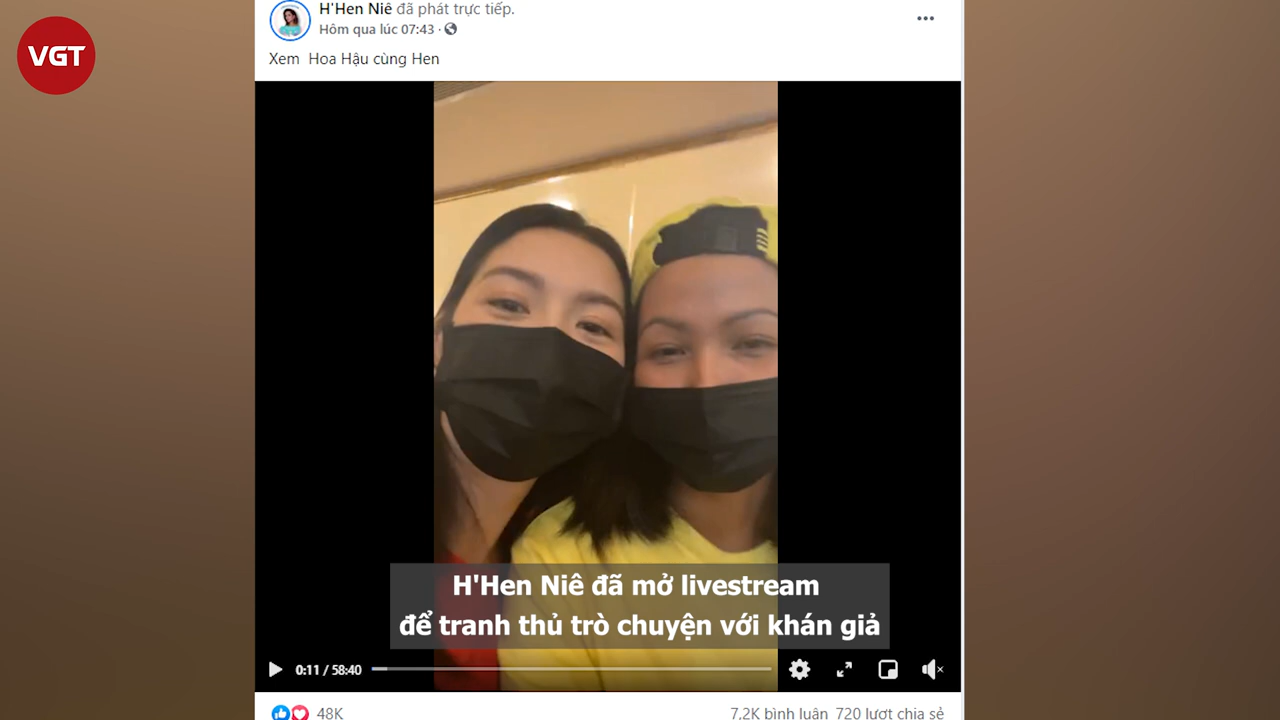 VGT
H'Hen Niê đã phát trực tiếp.
Hôm qua lúc 07:43 ·
Xem Hoa Hậu cùng Hen
H'Hen Niê đã mở livestream
để tranh thủ trò chuyện với khán giả
0:11 / 58:40
48K
7,2K bình luận 720 lượt chia sẻ